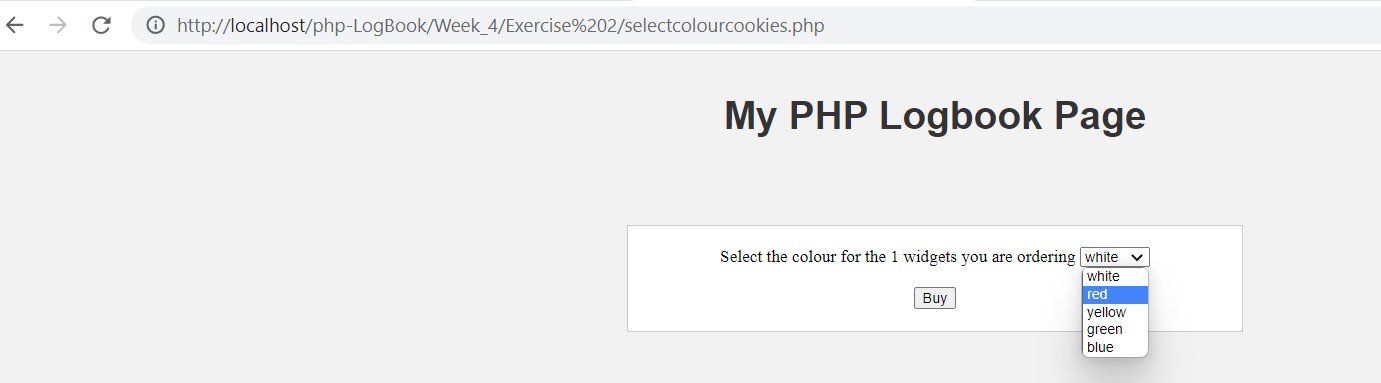 http://localhost/php-LogBook/Week_4/Exercise%202/selectcolourcookies.php
My PHP Logbook Page
Select the colour for the 1 widgets you are ordering white
white
red
yellow
green
blue
Buy